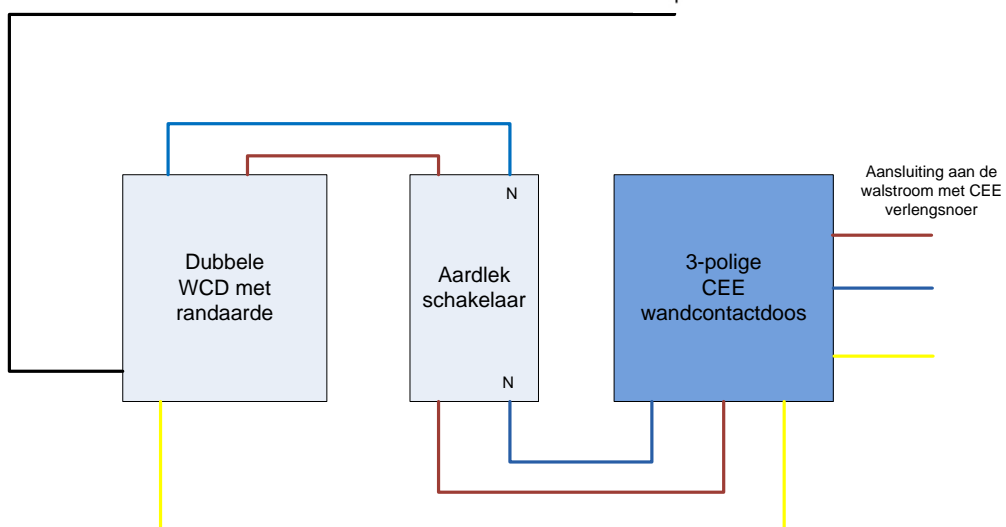 Aansluiting aan de
walstroom met CEE
verlengsnoer
N
Dubbele
WCD met
randaarde
Aardlek
schakelaar
3-polige
CEE
wandcontactdoos
N